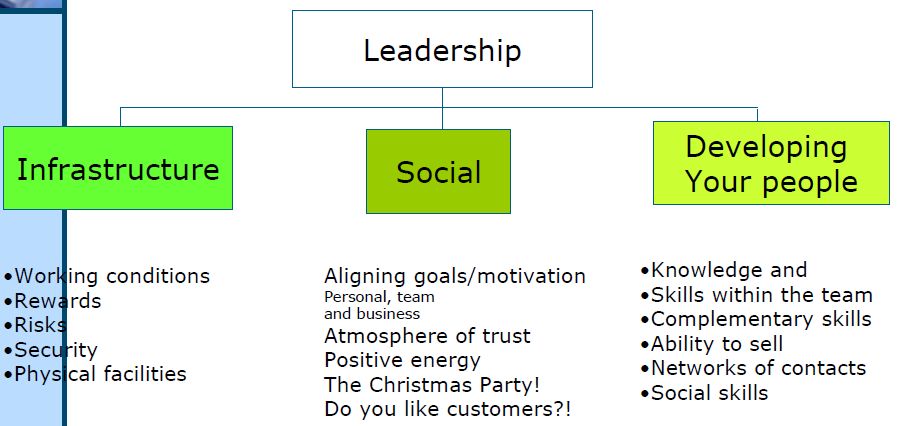 Leadership
Infrastructure
Social
Developing
Your people
•Working conditions
•Rewards
•Risks
•Security
•Physical facilities
Aligning goals/motivation
Personal, team
and business
Atmosphere of trust
Positive energy
The Christmas Party!
Do you like customers?!
•Knowledge and
•Skills within the team
•Complementary skills
•Ability to sell
•Networks of contacts
•Social skills